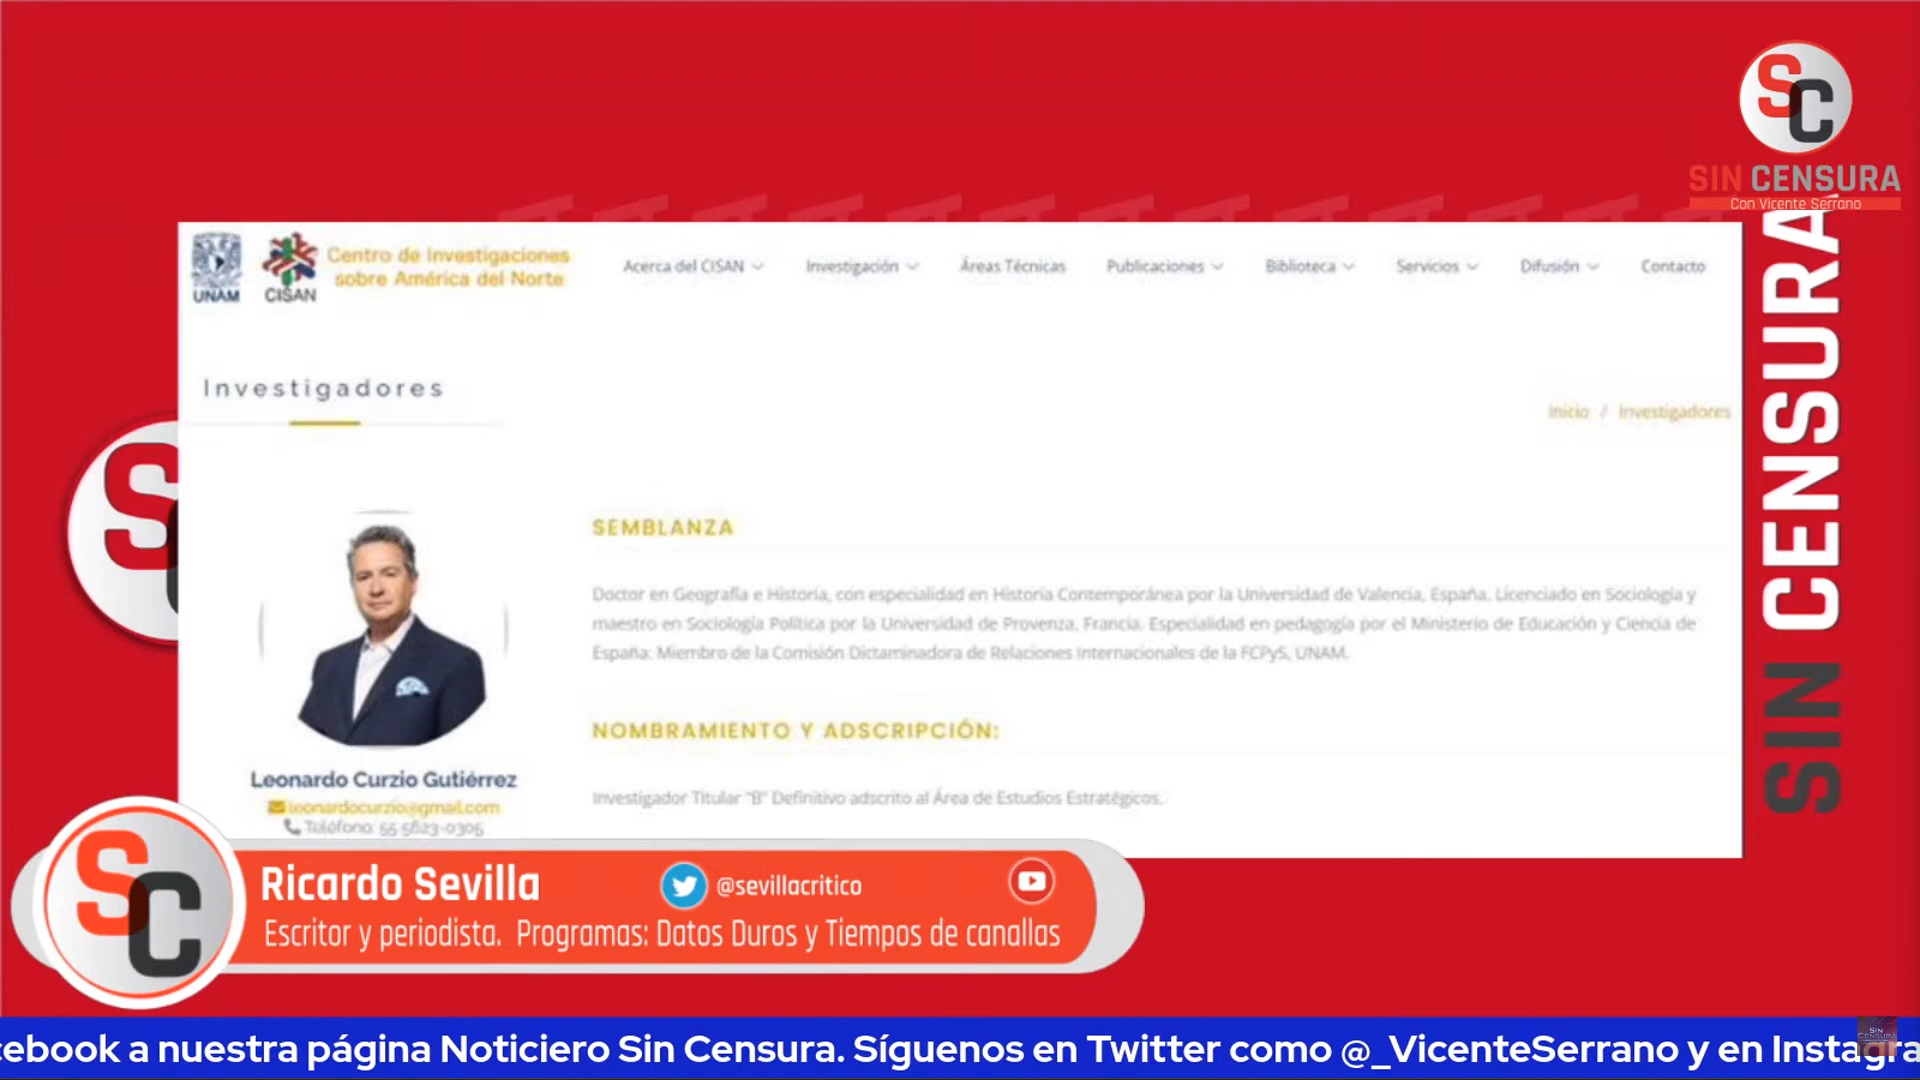 SC
SIN CENSURA
Con Vicente Serrano
UNAM
CISAN
Centro de Investigaciones
sobre América del Norte
Acerca del CISAN
Investigación
Áreas Técnicas
Publicaciones
Biblioteca
Servicios
Difusión
Contacto
Investigadores
Inicio / Investigadores
SEMBLANZA
Doctor en Geografía e Historia, con especialidad en Historia Contemporánea por la Universidad de Valencia, España. Licenciado en Sociología y
maestro en Sociología Política por la Universidad de Provenza, Francia. Especialidad en pedagogía por el Ministerio de Educación y Ciencia de
España. Miembro de la Comisión Dictaminadora de Relaciones Internacionales de la FCPyS, UNAM.
NOMBRAMIENTO Y ADSCRIPCIÓN:
Investigador Titular "B" Definitivo adscrito al Área de Estudios Estratégicos.
Leonardo Curzio Gutiérrez
leonardocurzio@gmail.com
Teléfono: 55 5623-0305
SIN CENSURA
S
SC
Ricardo Sevilla
@sevillacritico
Escritor y periodista. Programas: Datos Duros y Tiempos de canallas
cebook a nuestra página Noticiero Sin Censura. Síguenos en Twitter como @_VicenteSerrano y en Instagra
SIN
CENSURA